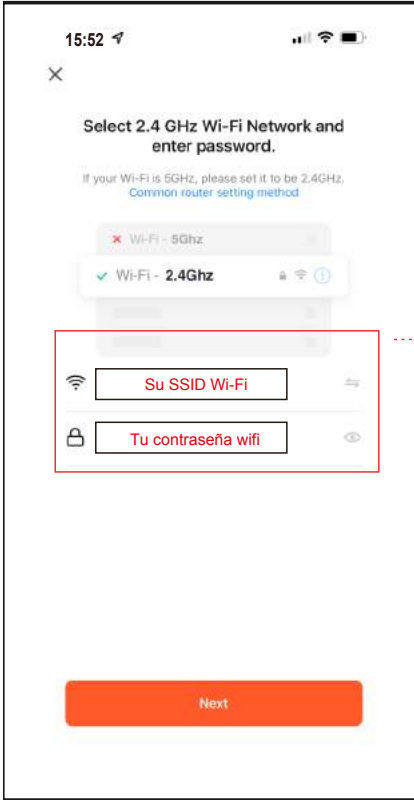 15:52
Select 2.4 GHz Wi-Fi Network and
enter password.
If your Wi-Fi is 5GHz, please set it to be 2.4GHz.
Common router setting method
Wi-Fi - 5Ghz
Wi-Fi - 2.4Ghz
Su SSID Wi-Fi
Tu contraseña wifi
Next